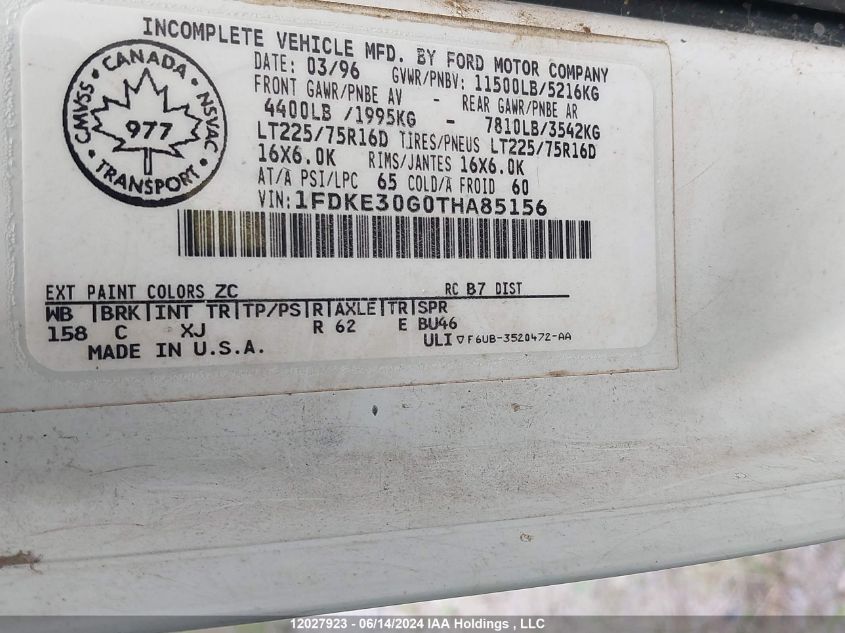 INCOMPLETE VEHICLE MFD. BY FORD MOTOR COMPANY
DATE: 03/96 GVWR/PNBV: 11500LB/5216KG
FRONT GAWR/PNBE AV - REAR GAWR/PNBE AR
4400LB /1995KG - 7810LB/3542KG
LT225/75R16D TIRES/PNEUS LT225/75R16D
16X6.0K RIMS/JANTES 16X6.0K
AT/A PSI/LPC 65 COLD/A FROID 60
VIN: 1FDKE30G0THA85156
CANADA
CMVSS NSVAC
977
TRANSPORT
EXT PAINT COLORS ZC RC B7 DIST
WB |BRK|INT TR|TP/PS|R|AXLE|TR|SPR
158 C XJ R 62 E BU46
MADE IN U.S.A. ULI ▽ F6UB-3520472-AA
12027923 - 06/14/2024 IAA Holdings , LLC